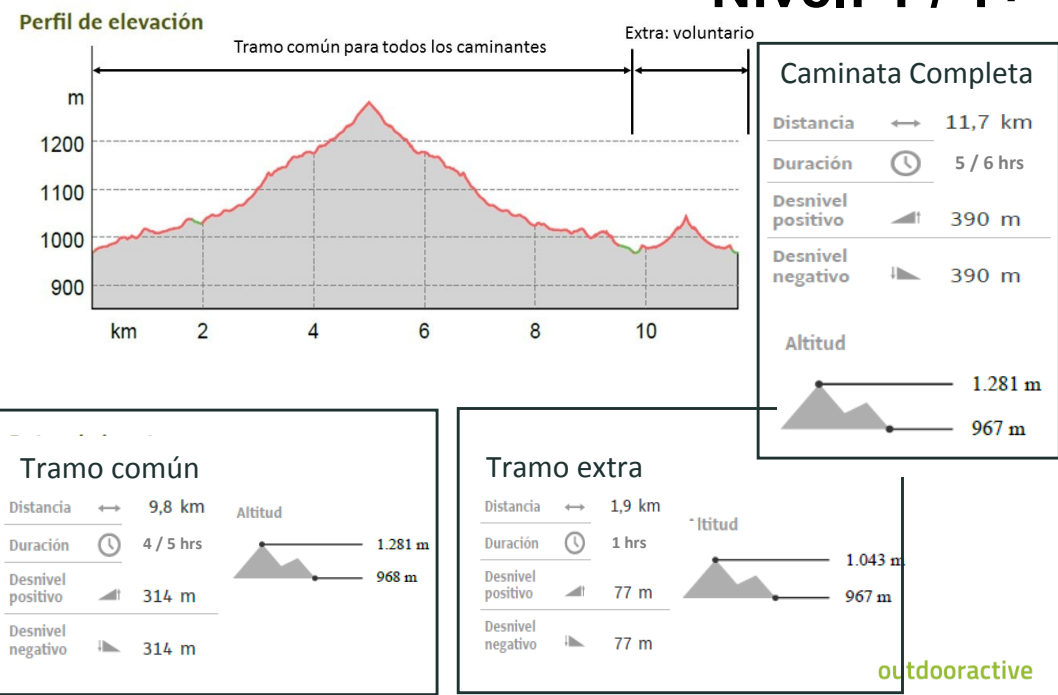 Perfil de elevación
Tramo común para todos los caminantes
Extra: voluntario
m
1200
1100
1000
900
km 2 4 6 8 10
Caminata Completa
Distancia 11,7 km
Duración 5 / 6 hrs
Desnivel
positivo 390 m
Desnivel
negativo 390 m
Altitud
1.281 m
967 m
Tramo común
Distancia 9,8 km
Duración 4 / 5 hrs
Desnivel
positivo 314 m
Desnivel
negativo 314 m
Altitud
1.281 m
968 m
Tramo extra
Distancia 1,9 km
Duración 1 hrs
Desnivel
positivo 77 m
Desnivel
negativo 77 m
ltitud
1.043 m
967 m
outdooractive